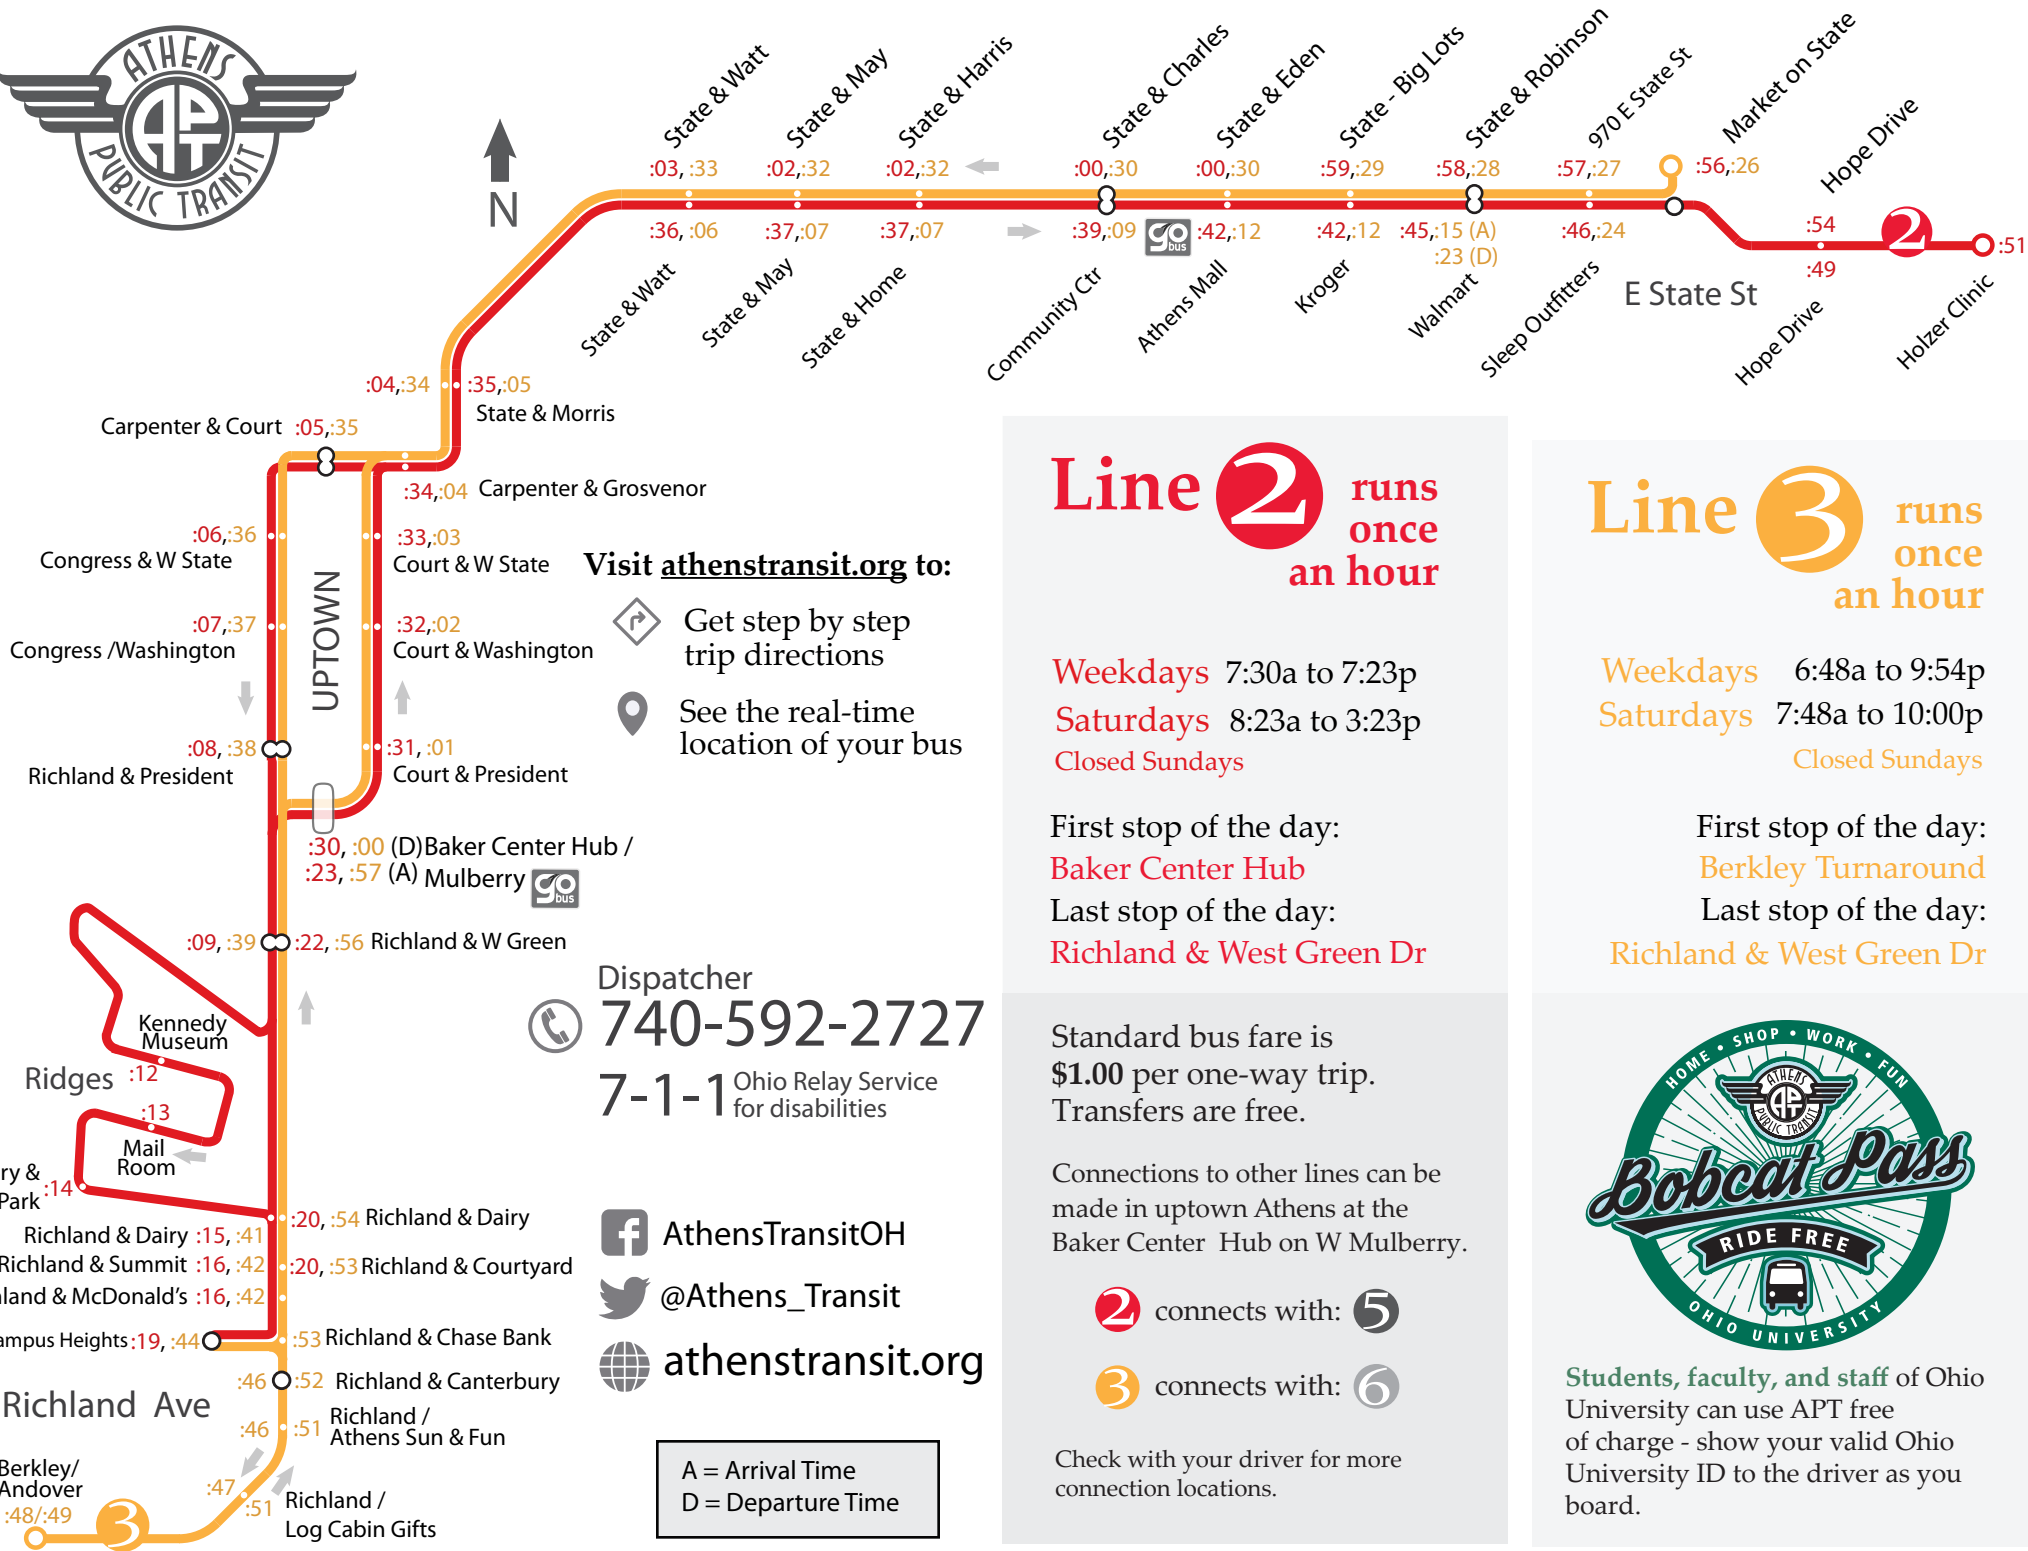 ATHENS
APT
PUBLIC TRANSIT
N
State & Watt
State & May
State & Harris
State & Charles
State & Eden
State - Big Lots
State & Robinson
970 E State St
Market on State
Hope Drive
:03, :33
:02,:32
:02,:32
:00,:30
:00,:30
:59,:29
:58,:28
:57,:27
:56,:26
:54
2
:51
:36, :06
:37,:07
:37,:07
:39,:09
go bus
:42,:12
:42,:12
:45,:15 (A)
:23 (D)
:46,:24
:49
State & Watt
State & May
State & Home
Community Ctr
Athens Mall
Kroger
Walmart
Sleep Outfitters
E State St
Hope Drive
Holzer Clinic
:04,:34
:35,:05
State & Morris
Carpenter & Court :05,:35
:34,:04 Carpenter & Grosvenor
:06,:36
Congress & W State
:33,:03
Court & W State
:07,:37
Congress /Washington
:32,:02
Court & Washington
UPTOWN
:08, :38
Richland & President
:31, :01
Court & President
:30, :00 (D)Baker Center Hub /
:23, :57 (A) Mulberry go bus
:09, :39
:22, :56 Richland & W Green
Kennedy
Museum
Ridges :12
:13
Mail
Room
ry &
Park :14
:20, :54 Richland & Dairy
Richland & Dairy :15, :41
Richland & Summit :16, :42
:20, :53 Richland & Courtyard
land & McDonald's :16, :42
ampus Heights :19, :44
:53 Richland & Chase Bank
:46 :52 Richland & Canterbury
Richland Ave
:46 :51 Richland /
Athens Sun & Fun
Berkley/
Andover
:48/:49
3
:47
:51 Richland /
Log Cabin Gifts
Visit athenstransit.org to:
Get step by step
trip directions
See the real-time
location of your bus
Dispatcher
740-592-2727
7-1-1 Ohio Relay Service
for disabilities
AthensTransitOH
@Athens_Transit
athenstransit.org
A = Arrival Time
D = Departure Time
Line 2 runs
once
an hour
Weekdays 7:30a to 7:23p
Saturdays 8:23a to 3:23p
Closed Sundays
First stop of the day:
Baker Center Hub
Last stop of the day:
Richland & West Green Dr
Standard bus fare is
$1.00 per one-way trip.
Transfers are free.
Connections to other lines can be
made in uptown Athens at the
Baker Center Hub on W Mulberry.
2 connects with: 5
3 connects with: 6
Check with your driver for more
connection locations.
Line 3 runs
once
an hour
Weekdays 6:48a to 9:54p
Saturdays 7:48a to 10:00p
Closed Sundays
First stop of the day:
Berkley Turnaround
Last stop of the day:
Richland & West Green Dr
HOME • SHOP • WORK • FUN
ATHENS
APT
PUBLIC TRANSIT
Bobcat Pass
RIDE FREE
OHIO UNIVERSITY
Students, faculty, and staff of Ohio
University can use APT free
of charge - show your valid Ohio
University ID to the driver as you
board.